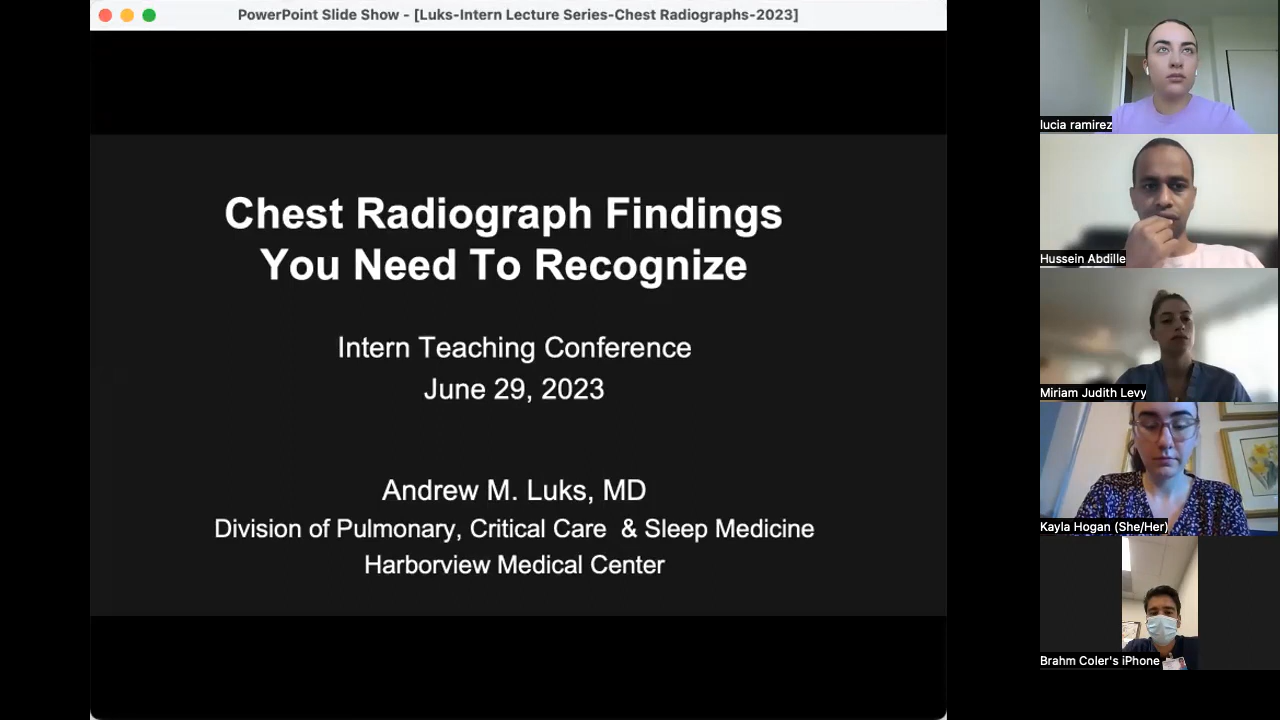 PowerPoint Slide Show - [Luks-Intern Lecture Series-Chest Radiographs-2023]
Chest Radiograph Findings
You Need To Recognize
Intern Teaching Conference
June 29, 2023
Andrew M. Luks, MD
Division of Pulmonary, Critical Care & Sleep Medicine
Harborview Medical Center
lucia ramirez
Hussein Abdille
Miriam Judith Levy
Kayla Hogan (She/Her)
Brahm Coler's iPhone